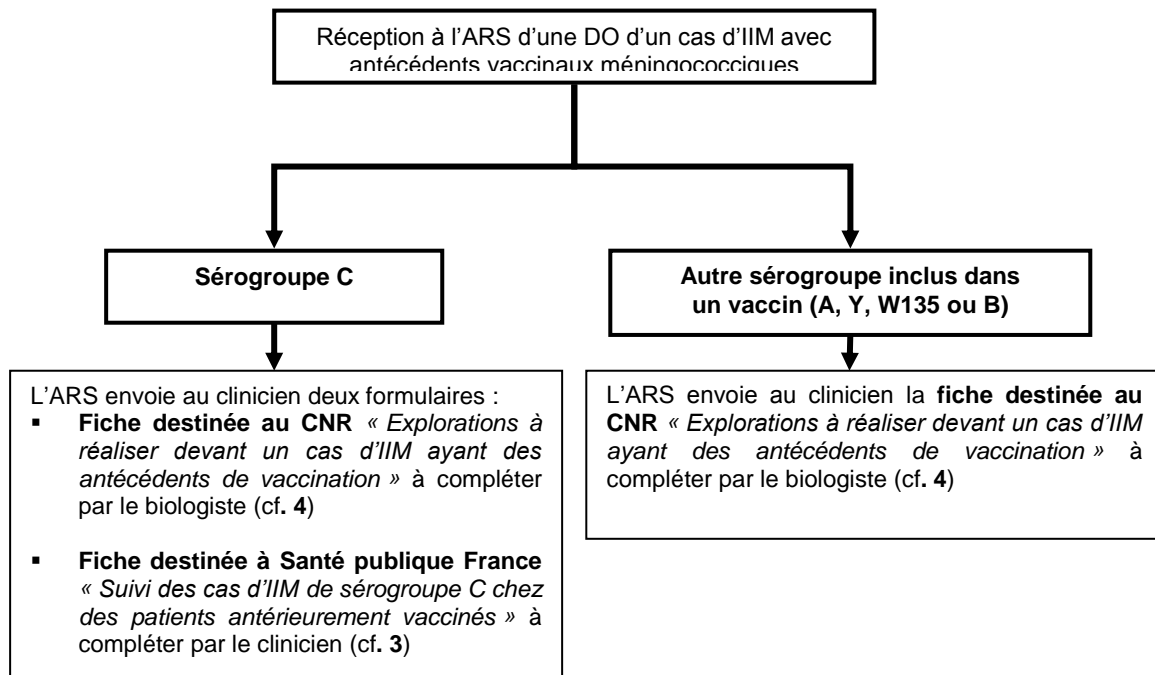 Réception à l’ARS d’une DO d’un cas d’IIM avec
antécédents vaccinaux méningococciques
Sérogroupe C
Autre sérogroupe inclus dans
un vaccin (A, Y, W135 ou B)
L’ARS envoie au clinicien deux formulaires :
▪ Fiche destinée au CNR « Explorations à
réaliser devant un cas d’IIM ayant des
antécédents de vaccination » à compléter
par le biologiste (cf. 4)
▪ Fiche destinée à Santé publique France
« Suivi des cas d’IIM de sérogroupe C chez
des patients antérieurement vaccinés » à
compléter par le clinicien (cf. 3)
L’ARS envoie au clinicien la fiche destinée au
CNR « Explorations à réaliser devant un cas d’IIM
ayant des antécédents de vaccination » à
compléter par le biologiste (cf. 4)